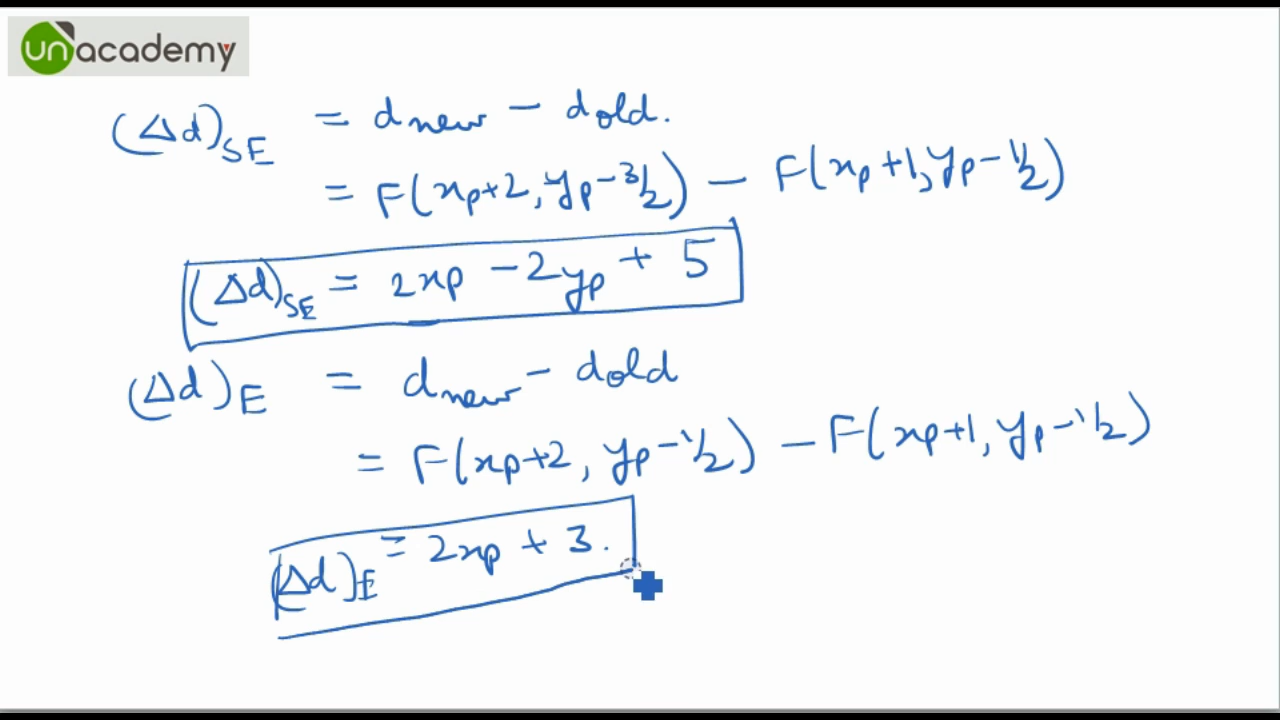 unacademy
(Δd)SE = dnew - dold.
= F(xp+2, yp-3/2) - F(xp+1, yp-1/2)
(Δd)SE = 2xp - 2yp + 5
(Δd)E = dnew - dold
= F(xp+2, yp-1/2) - F(xp+1, yp-1/2)
(Δd)E = 2xp + 3.